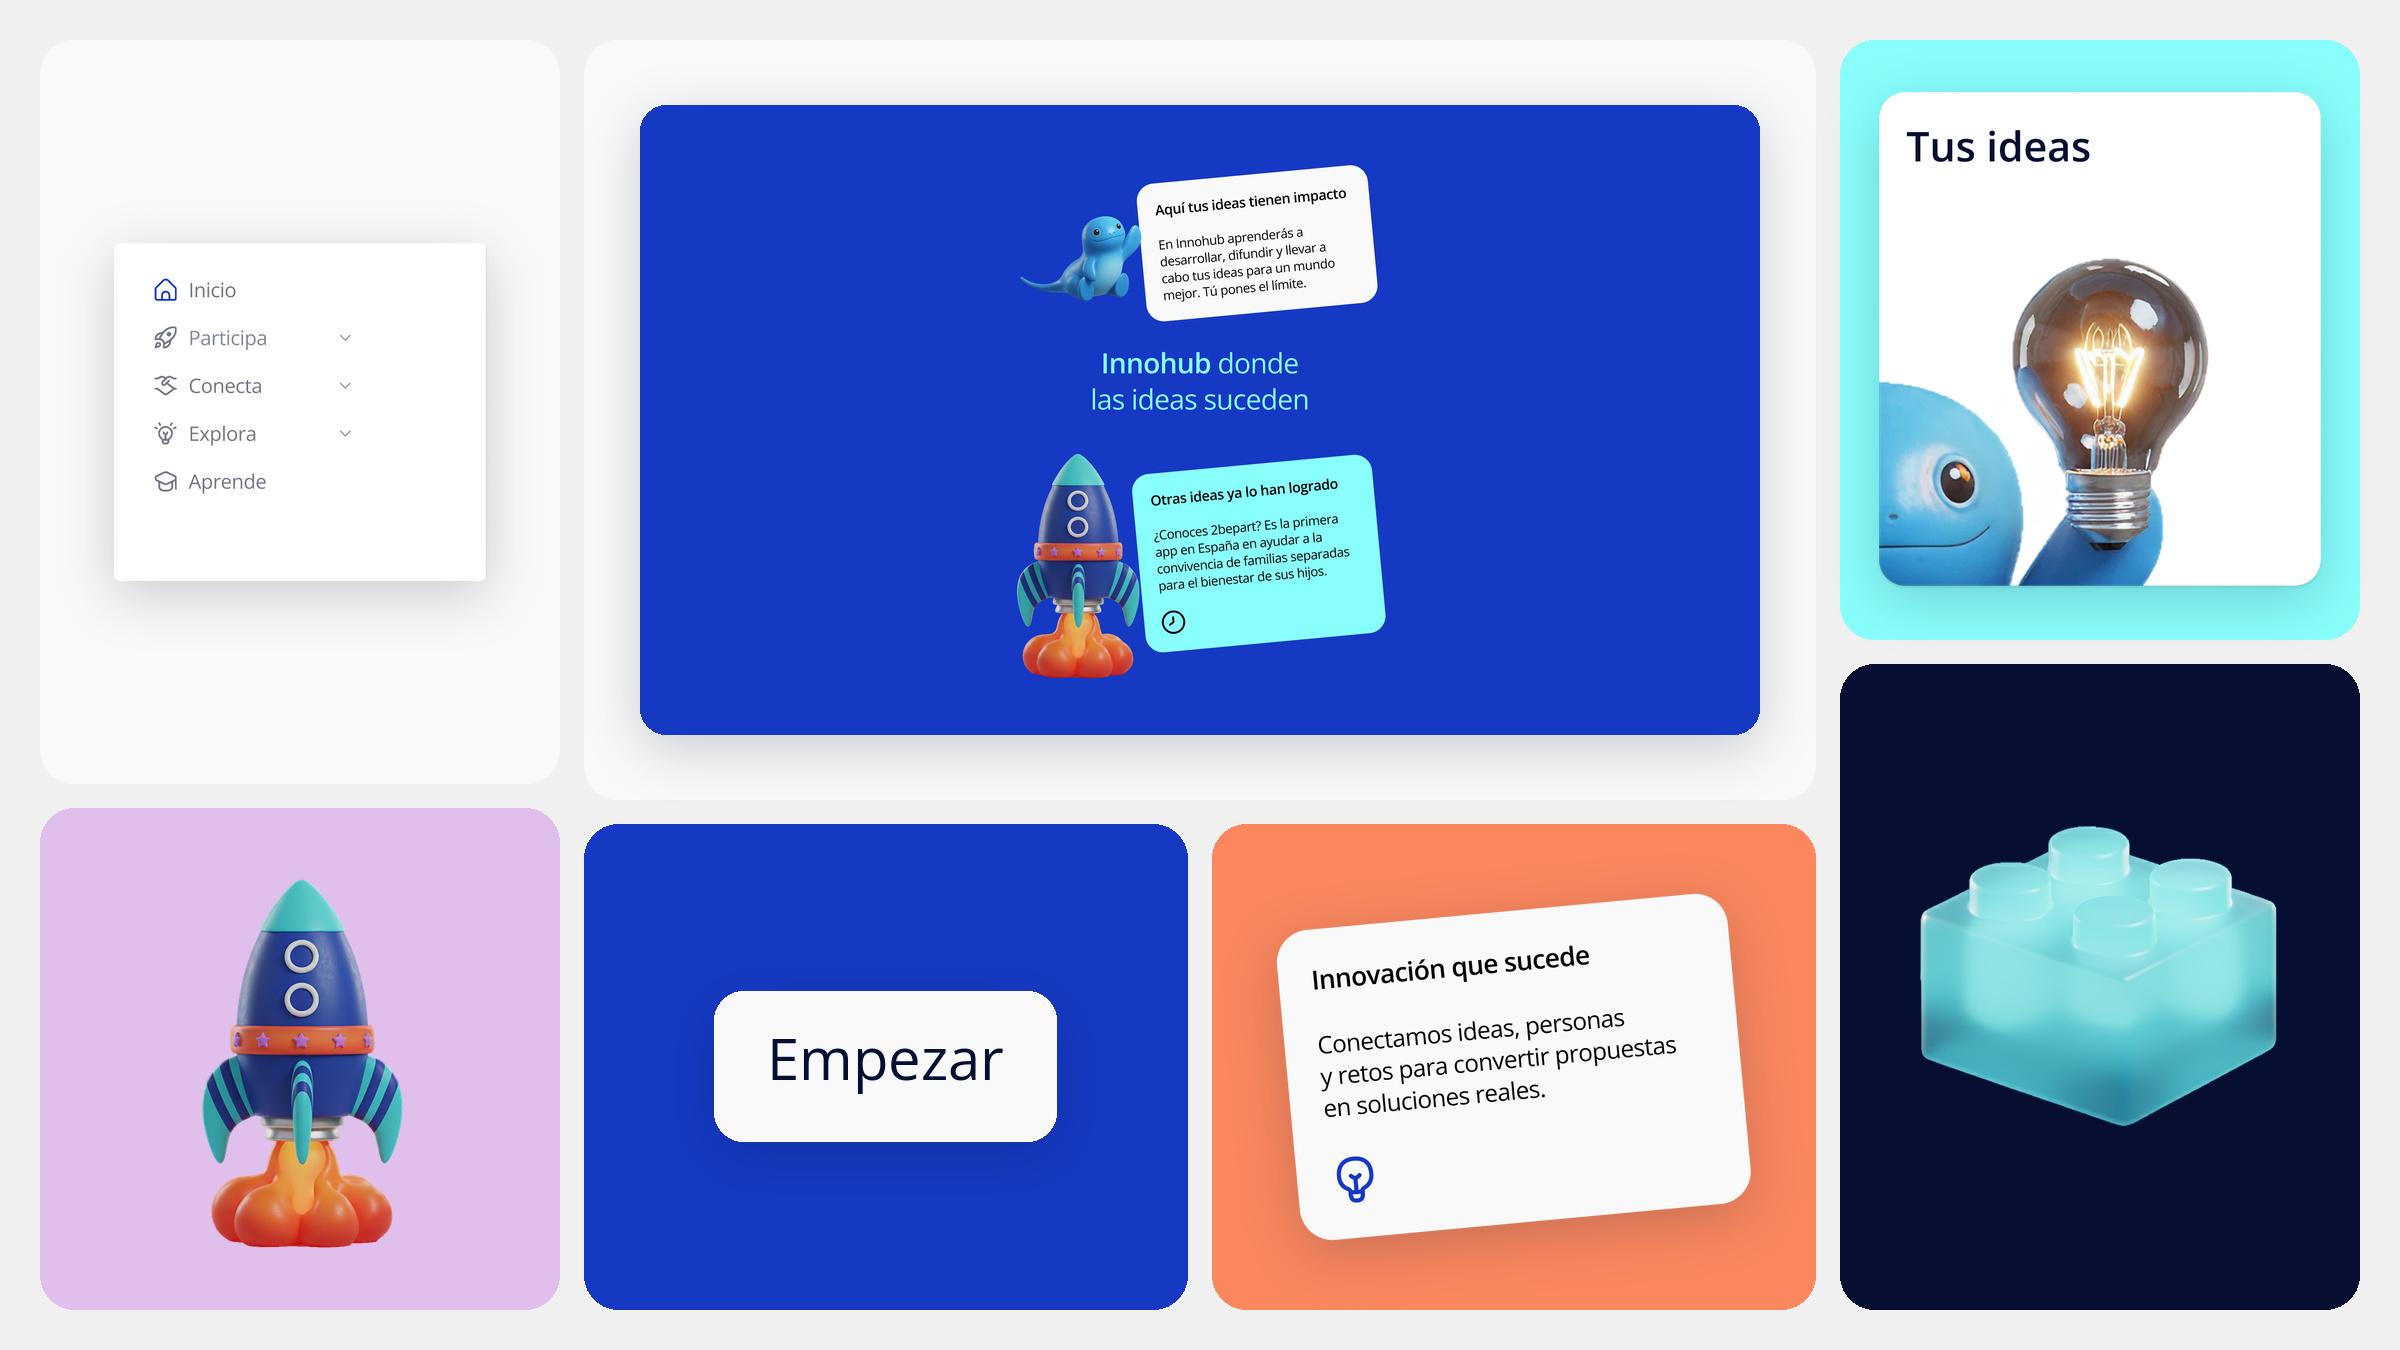 Inicio
Participa
Conecta
Explora
Aprende
Aquí tus ideas tienen impacto
En Innohub aprenderás a
desarrollar, difundir y llevar a
cabo tus ideas para un mundo
mejor. Tú pones el límite.
Innohub donde
las ideas suceden
Otras ideas ya lo han logrado
¿Conoces 2bepart? Es la primera
app en España en ayudar a la
convivencia de familias separadas
para el bienestar de sus hijos.
Tus ideas
Empezar
Innovación que sucede
Conectamos ideas, personas
y retos para convertir propuestas
en soluciones reales.